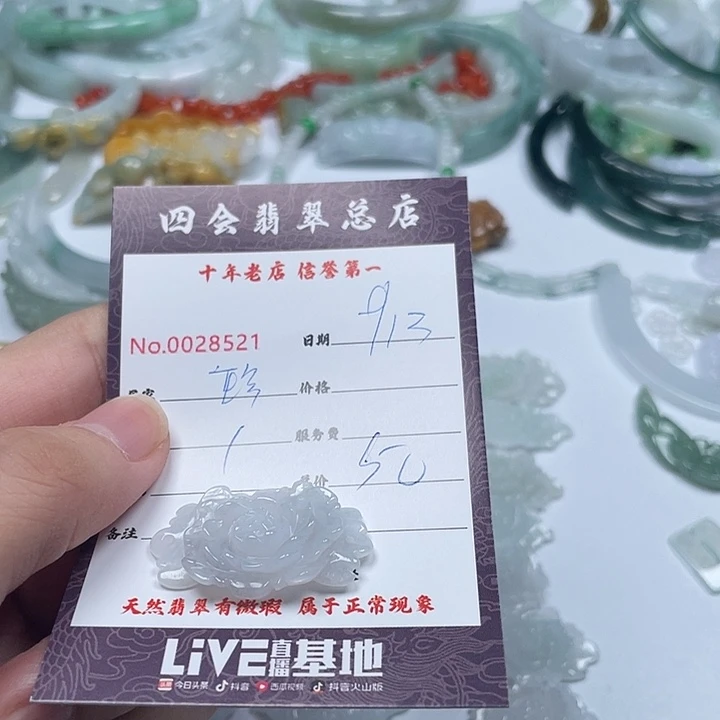 四会翡翠总店
十年老店 信誉第一
No.0028521 日期 9/13
价格
1 服务费
50
备注
天然翡翠有微瑕 属于正常现象
LiVE直播基地
今日头条 抖音 西瓜视频 抖音火山版